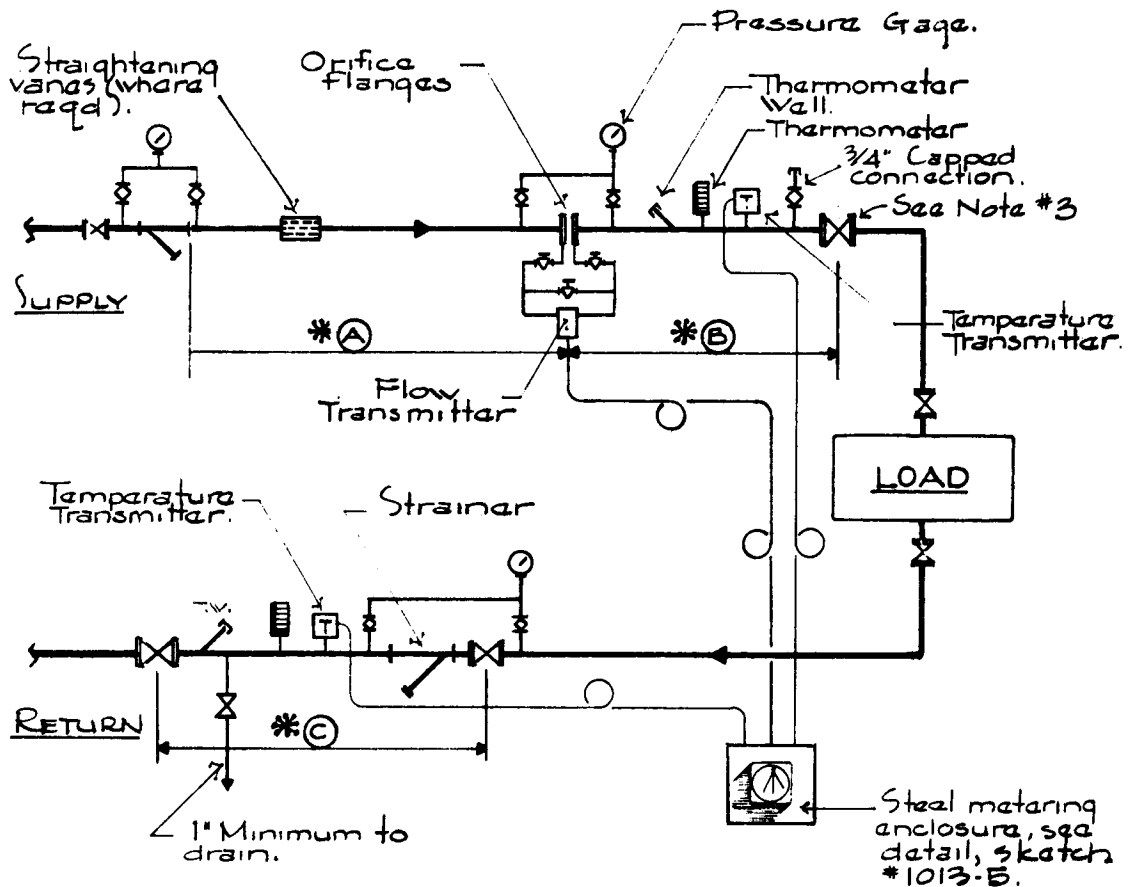 Pressure Gage.
Straightening
vanes (where
reqd).
Orifice
flanges
Thermometer
Well.
Thermometer
3/4" Capped
connection.
See Note #3
T
SUPPLY
* A
* B
Temperature
Transmitter.
Flow
Transmitter
LOAD
Temperature
Transmitter.
Strainer
T.W.
T
RETURN
* C
1" Minimum to
drain.
Steel metering
enclosure, see
detail, sketch
#1013-5.